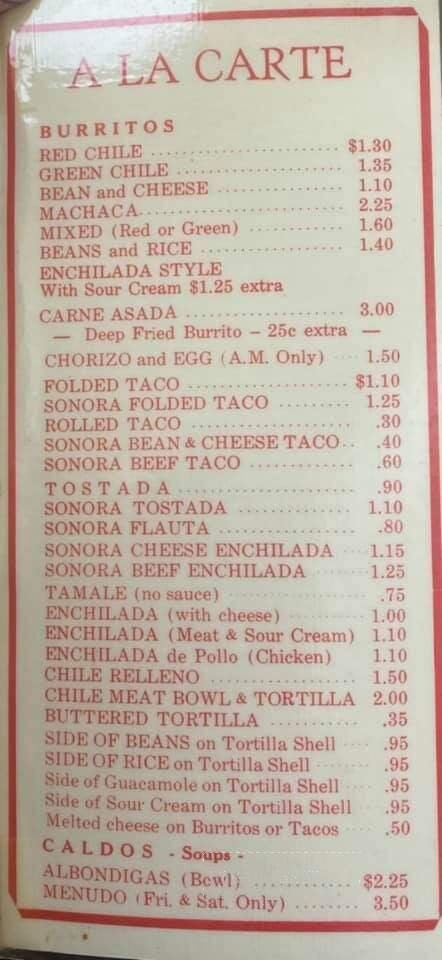 A LA CARTE
BURRITOS
RED CHILE ........................ $1.30
GREEN CHILE ..................... 1.35
BEAN and CHEESE ................ 1.10
MACHACA.......................... 2.25
MIXED (Red or Green) ............ 1.60
BEANS and RICE .................. 1.40
ENCHILADA STYLE
With Sour Cream $1.25 extra
CARNE ASADA .................... 3.00
— Deep Fried Burrito – 25c extra —
CHORIZO and EGG (A.M. Only) .... 1.50
FOLDED TACO .................... $1.10
SONORA FOLDED TACO ......... 1.25
ROLLED TACO .................... .30
SONORA BEAN & CHEESE TACO.. .40
SONORA BEEF TACO ............. .60
TOSTADA ...................... .90
SONORA TOSTADA ............... 1.10
SONORA FLAUTA ................. .80
SONORA CHEESE ENCHILADA .... 1.15
SONORA BEEF ENCHILADA ...... 1.25
TAMALE (no sauce) ............... .75
ENCHILADA (with cheese) ........ 1.00
ENCHILADA (Meat & Sour Cream) 1.10
ENCHILADA de Pollo (Chicken) 1.10
CHILE RELLENO .................. 1.50
CHILE MEAT BOWL & TORTILLA 2.00
BUTTERED TORTILLA ........... .35
SIDE OF BEANS on Tortilla Shell .... .95
SIDE OF RICE on Tortilla Shell ....... .95
Side of Guacamole on Tortilla Shell .... .95
Side of Sour Cream on Tortilla Shell ... .95
Melted cheese on Burritos or Tacos .... .50
CALDOS - Soups -
ALBONDIGAS (Bowl) ............ $2.25
MENUDO (Fri. & Sat. Only) ........ 3.50